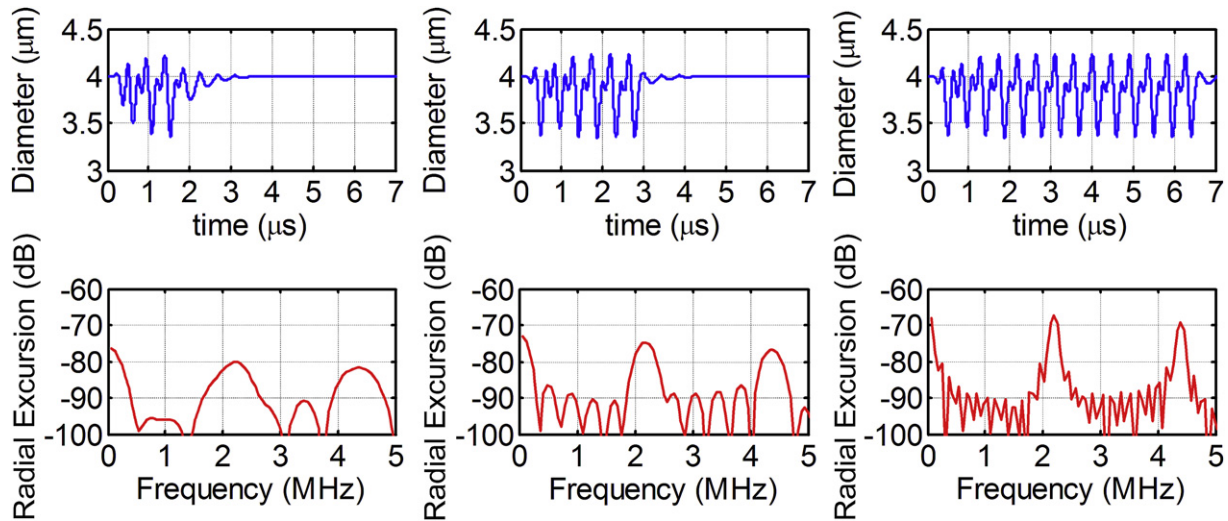 Diameter (μm)
4.5
4
3.5
3
0 1 2 3 4 5 6 7
time (μs)
Diameter (μm)
4.5
4
3.5
3
0 1 2 3 4 5 6 7
time (μs)
Diameter (μm)
4.5
4
3.5
3
0 1 2 3 4 5 6 7
time (μs)
Radial Excursion (dB)
-60
-70
-80
-90
-100
0 1 2 3 4 5
Frequency (MHz)
Radial Excursion (dB)
-60
-70
-80
-90
-100
0 1 2 3 4 5
Frequency (MHz)
Radial Excursion (dB)
-60
-70
-80
-90
-100
0 1 2 3 4 5
Frequency (MHz)